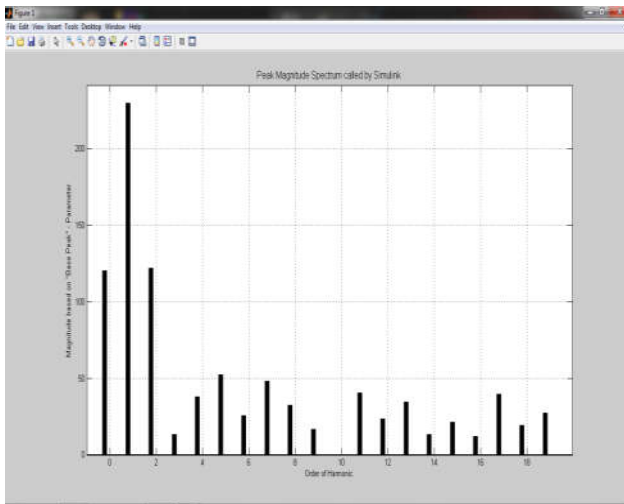 Figure 1
File Edit View Insert Tools Desktop Window Help
Peak Magnitude Spectrum called by Simulink
Magnitude based on "Base Peak" - Parameter
200
150
100
50
0
0 2 4 6 8 10 12 14 16 18
Order of Harmonic